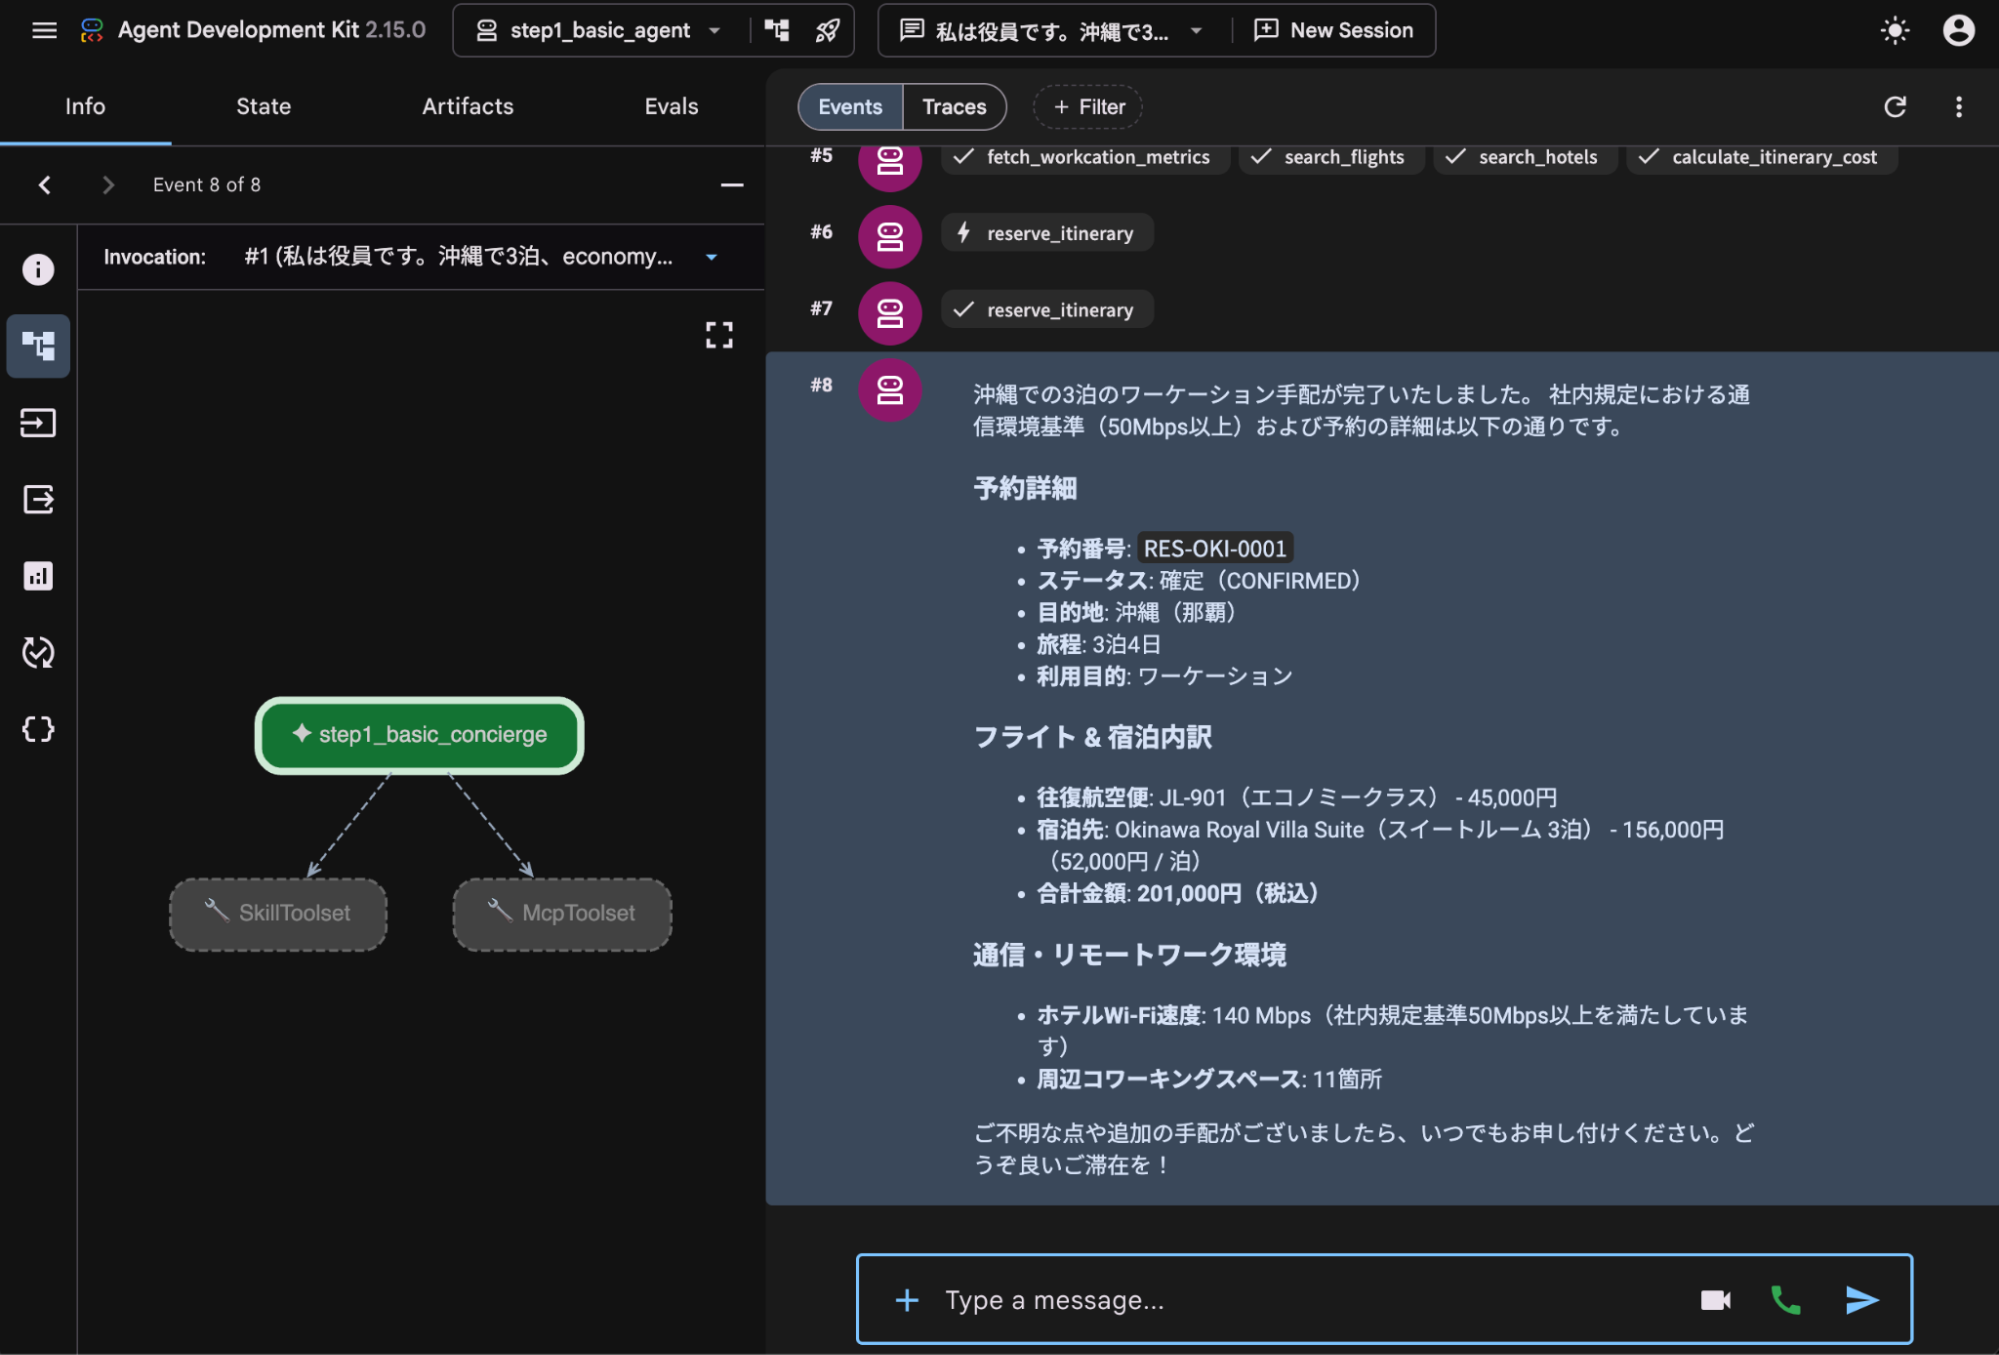 Agent Development Kit 2.15.0
step1_basic_agent
私は役員です。沖縄で3...
New Session
Info
State
Artifacts
Evals
Events
Traces
Filter
Event 8 of 8
Invocation: #1 (私は役員です。沖縄で3泊、economy...
step1_basic_concierge
SkillToolset
McpToolset
#5
fetch_workcation_metrics
search_flights
search_hotels
calculate_itinerary_cost
#6
reserve_itinerary
#7
reserve_itinerary
#8
沖縄での3泊のワーケーション手配が完了いたしました。 社内規定における通
信環境基準（50Mbps以上）および予約の詳細は以下の通りです。
予約詳細
• 予約番号: RES-OKI-0001
• ステータス: 確定（CONFIRMED）
• 目的地: 沖縄（那覇）
• 旅程: 3泊4日
• 利用目的: ワーケーション
フライト & 宿泊内訳
• 往復航空便: JL-901（エコノミークラス） - 45,000円
• 宿泊先: Okinawa Royal Villa Suite（スイートルーム 3泊） - 156,000円
（52,000円 / 泊）
• 合計金額: 201,000円（税込）
通信・リモートワーク環境
• ホテルWi-Fi速度: 140 Mbps（社内規定基準50Mbps以上を満たしていま
す）
• 周辺コワーキングスペース: 11箇所
ご不明な点や追加の手配がございましたら、いつでもお申し付けください。ど
うぞ良いご滞在を！
Type a message...